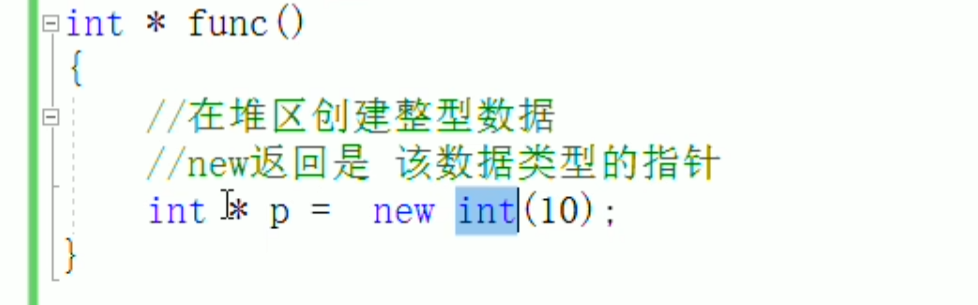 int * func()
{
//在堆区创建整型数据
//new返回是 该数据类型的指针
int * p = new int(10);
}